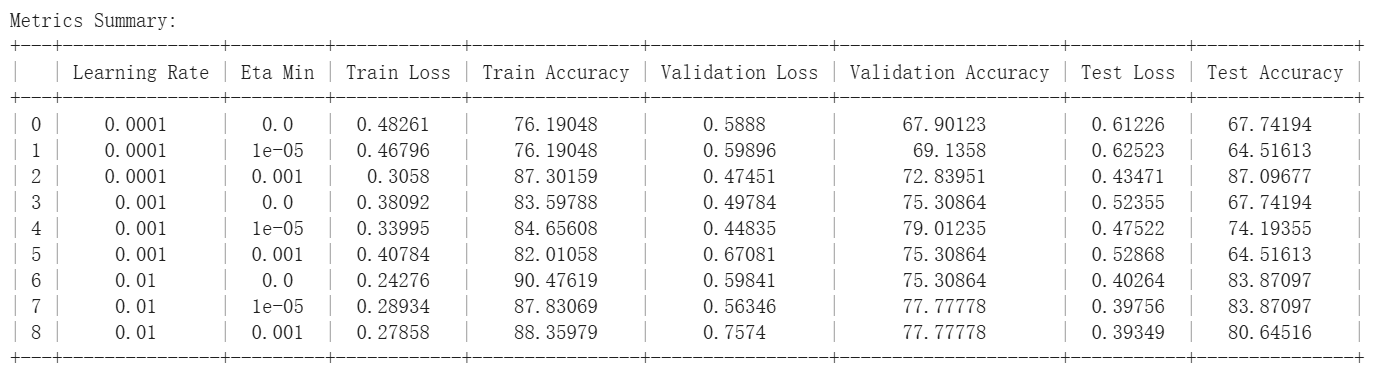 Metrics Summary:
+---+---------------+---------+------------+----------------+-----------------+---------------------+-----------+---------------+
|   | Learning Rate | Eta Min | Train Loss | Train Accuracy | Validation Loss | Validation Accuracy | Test Loss | Test Accuracy |
+---+---------------+---------+------------+----------------+-----------------+---------------------+-----------+---------------+
| 0 |    0.0001     |   0.0   |  0.48261   |    76.19048    |     0.5888      |      67.90123       |  0.61226  |   67.74194    |
| 1 |    0.0001     |  1e-05  |  0.46796   |    76.19048    |     0.59896     |       69.1358       |  0.62523  |   64.51613    |
| 2 |    0.0001     |  0.001  |   0.3058   |    87.30159    |     0.47451     |      72.83951       |  0.43471  |   87.09677    |
| 3 |     0.001     |   0.0   |  0.38092   |    83.59788    |     0.49784     |      75.30864       |  0.52355  |   67.74194    |
| 4 |     0.001     |  1e-05  |  0.33995   |    84.65608    |     0.44835     |      79.01235       |  0.47522  |   74.19355    |
| 5 |     0.001     |  0.001  |  0.40784   |    82.01058    |     0.67081     |      75.30864       |  0.52868  |   64.51613    |
| 6 |     0.01      |   0.0   |  0.24276   |    90.47619    |     0.59841     |      75.30864       |  0.40264  |   83.87097    |
| 7 |     0.01      |  1e-05  |  0.28934   |    87.83069    |     0.56346     |      77.77778       |  0.39756  |   83.87097    |
| 8 |     0.01      |  0.001  |  0.27858   |    88.35979    |     0.7574      |      77.77778       |  0.39349  |   80.64516    |
+---+---------------+---------+------------+----------------+-----------------+---------------------+-----------+---------------+